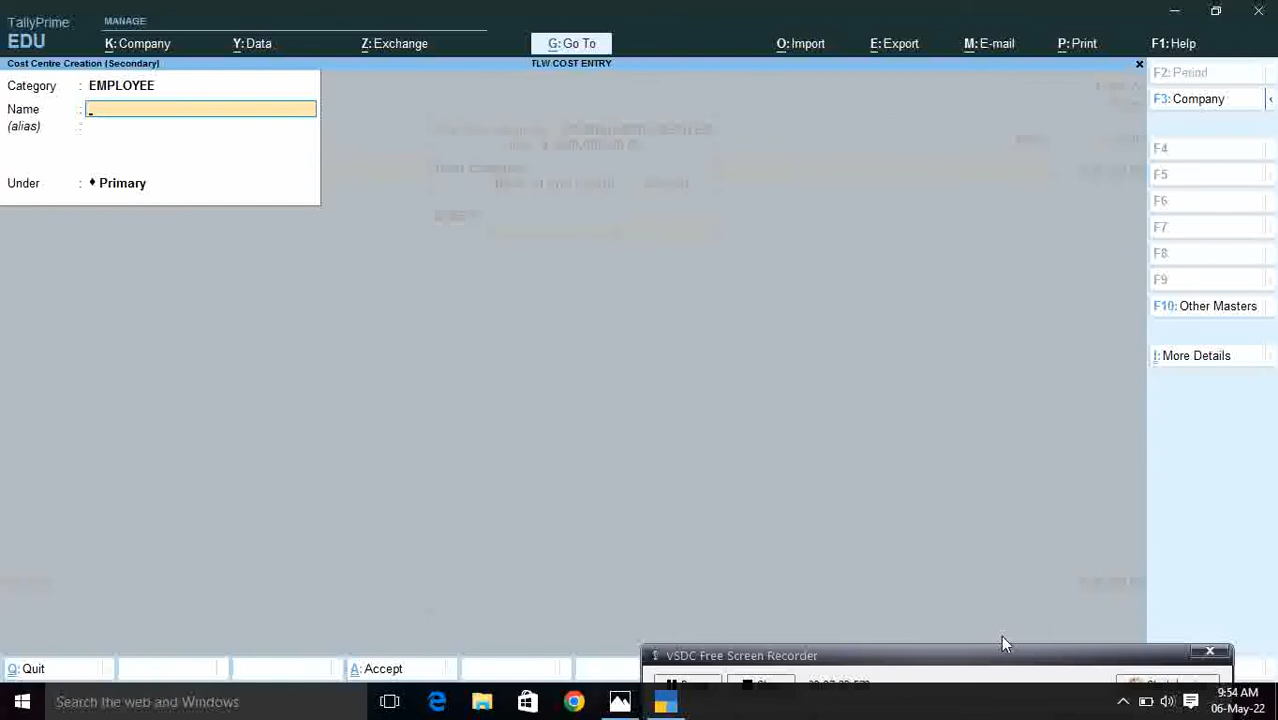 TallyPrime
EDU
MANAGE
K: Company
Y: Data
Z: Exchange
G: Go To
O: Import
E: Export
M: E-mail
P: Print
F1: Help
Cost Centre Creation (Secondary)
TLW COST ENTRY
×
Category : EMPLOYEE
Name :
(alias) :
Under : ♦ Primary
F2: Period
F3: Company
F4
F5
F6
F7
F8
F9
F10: Other Masters
I: More Details
Q: Quit
A: Accept
VSDC Free Screen Recorder
Search the web and Windows
9:54 AM
06-May-22